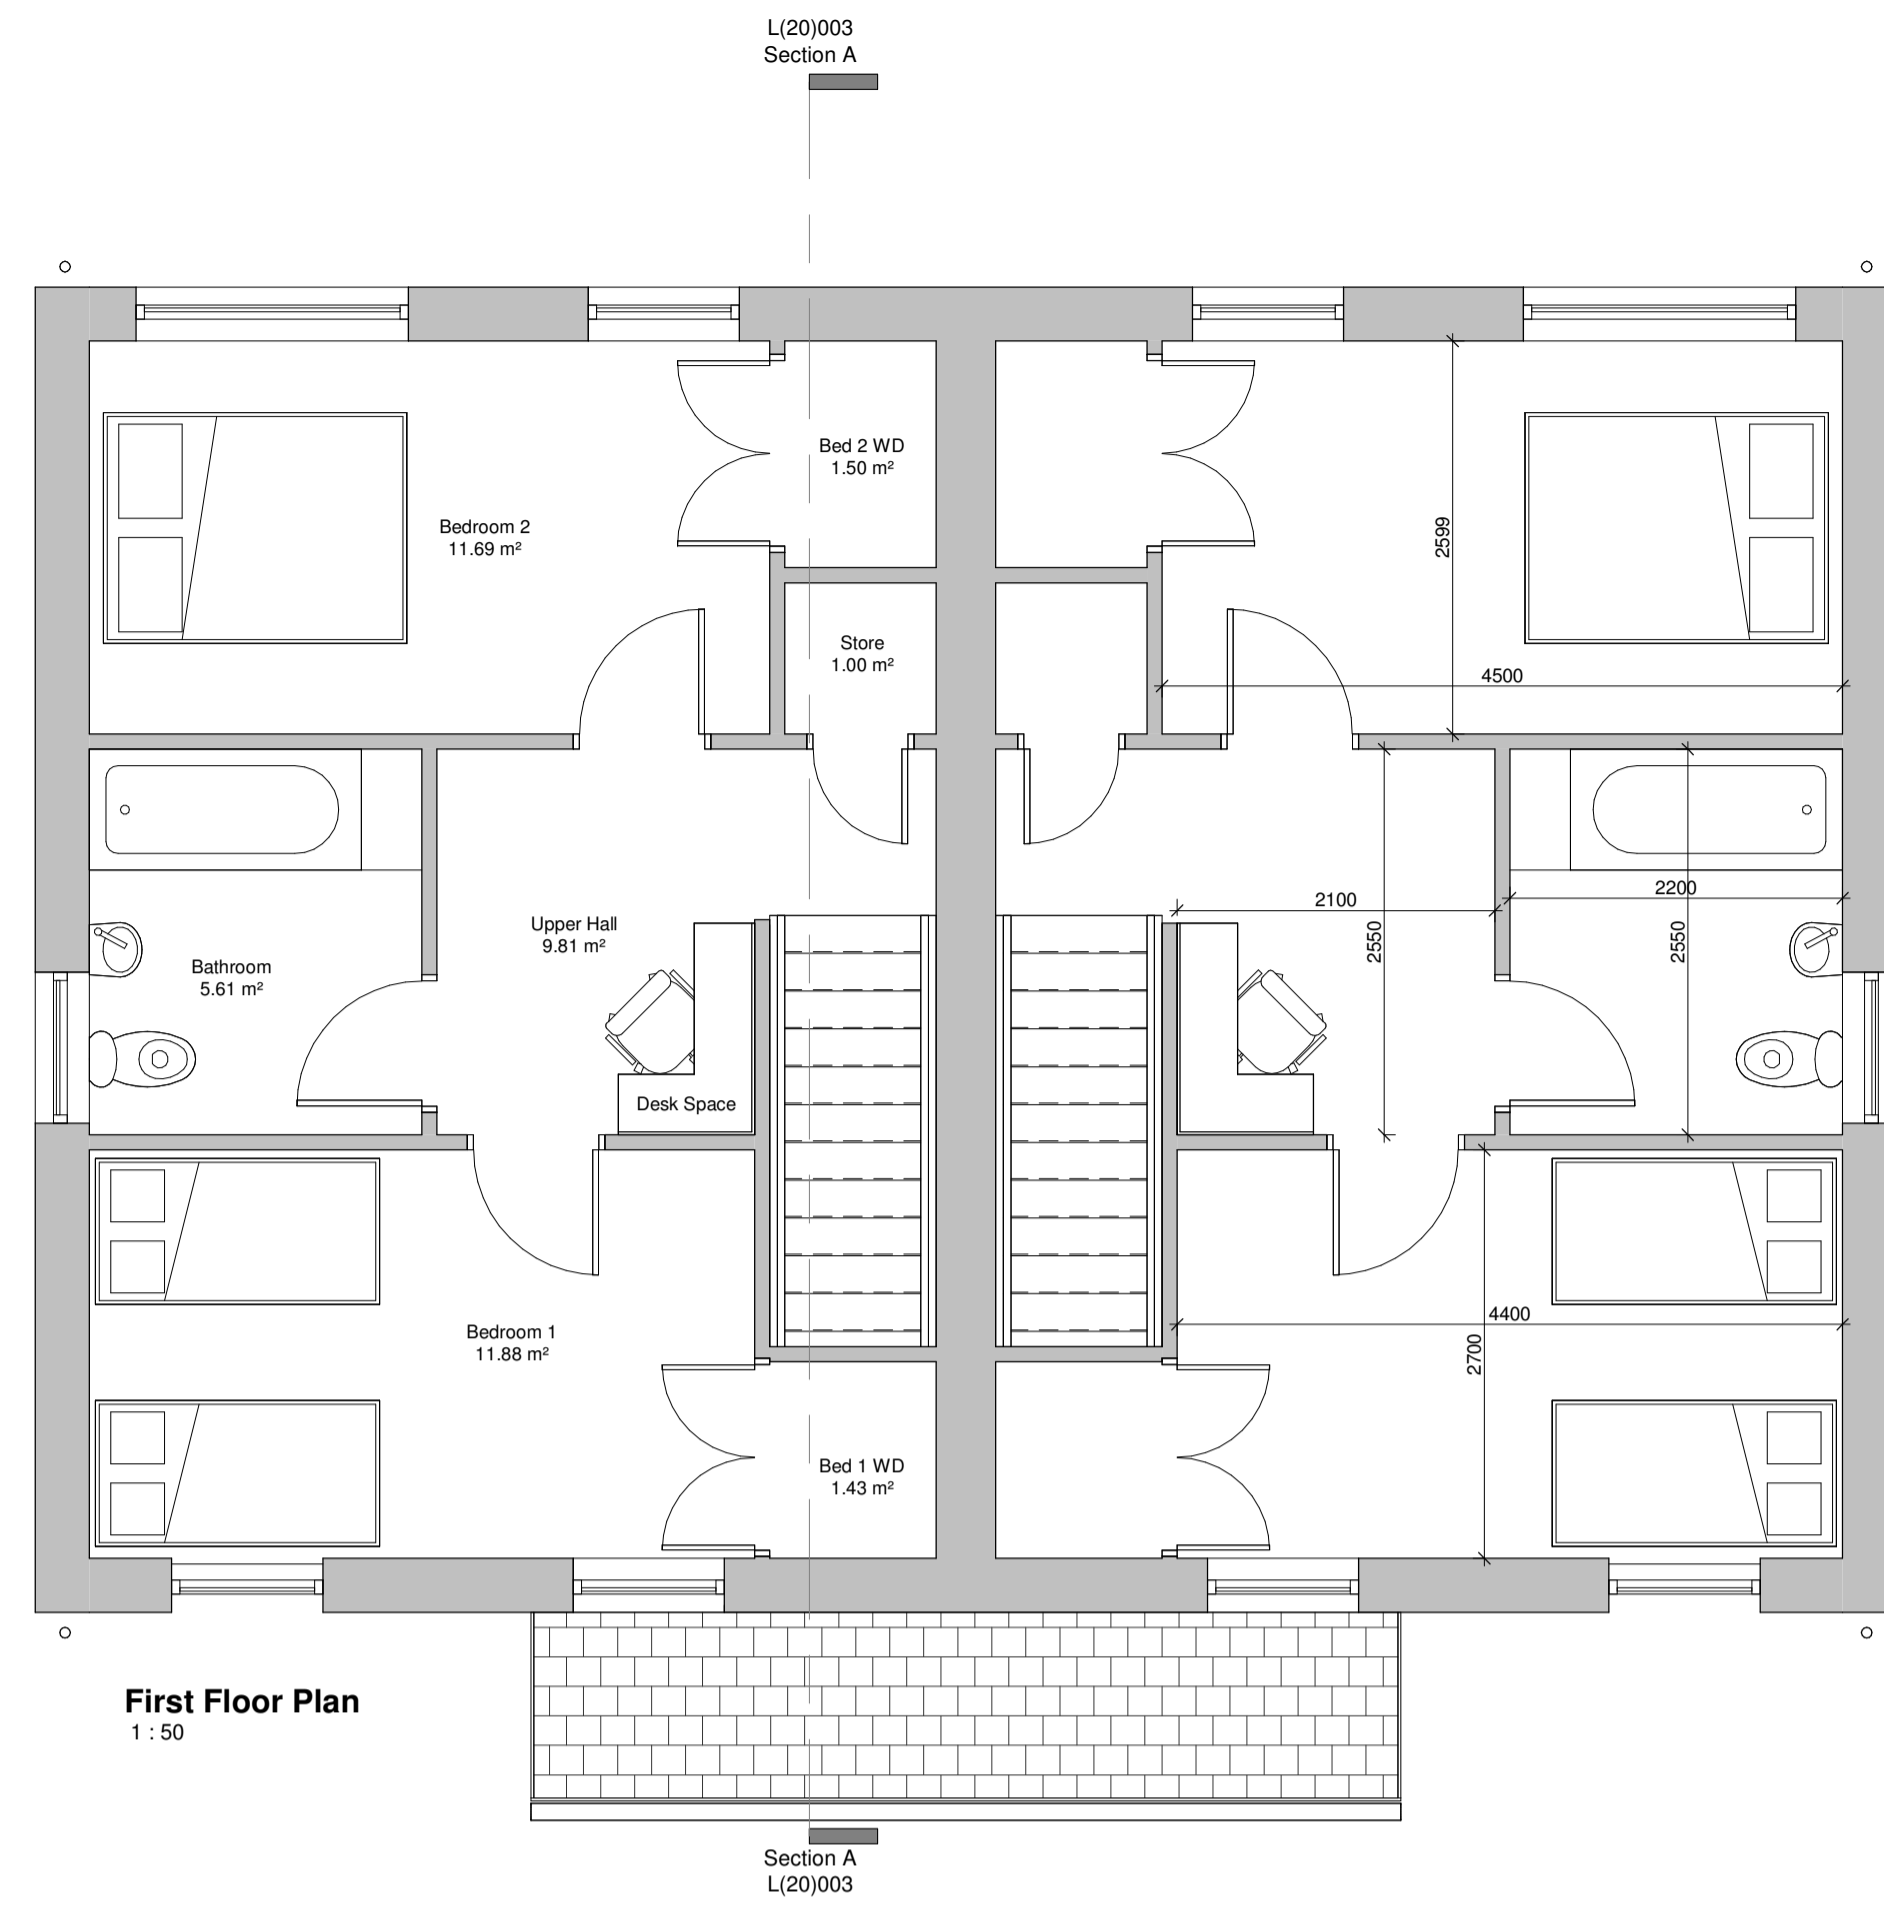 L(20)003
Section A
Bed 2 WD
1.50 m²
Bedroom 2
11.69 m²
2599
Store
1.00 m²
4500
2100
2200
Upper Hall
9.81 m²
2550
2550
Bathroom
5.61 m²
Desk Space
4400
Bedroom 1
11.88 m²
2700
Bed 1 WD
1.43 m²
First Floor Plan
1 : 50
Section A
L(20)003